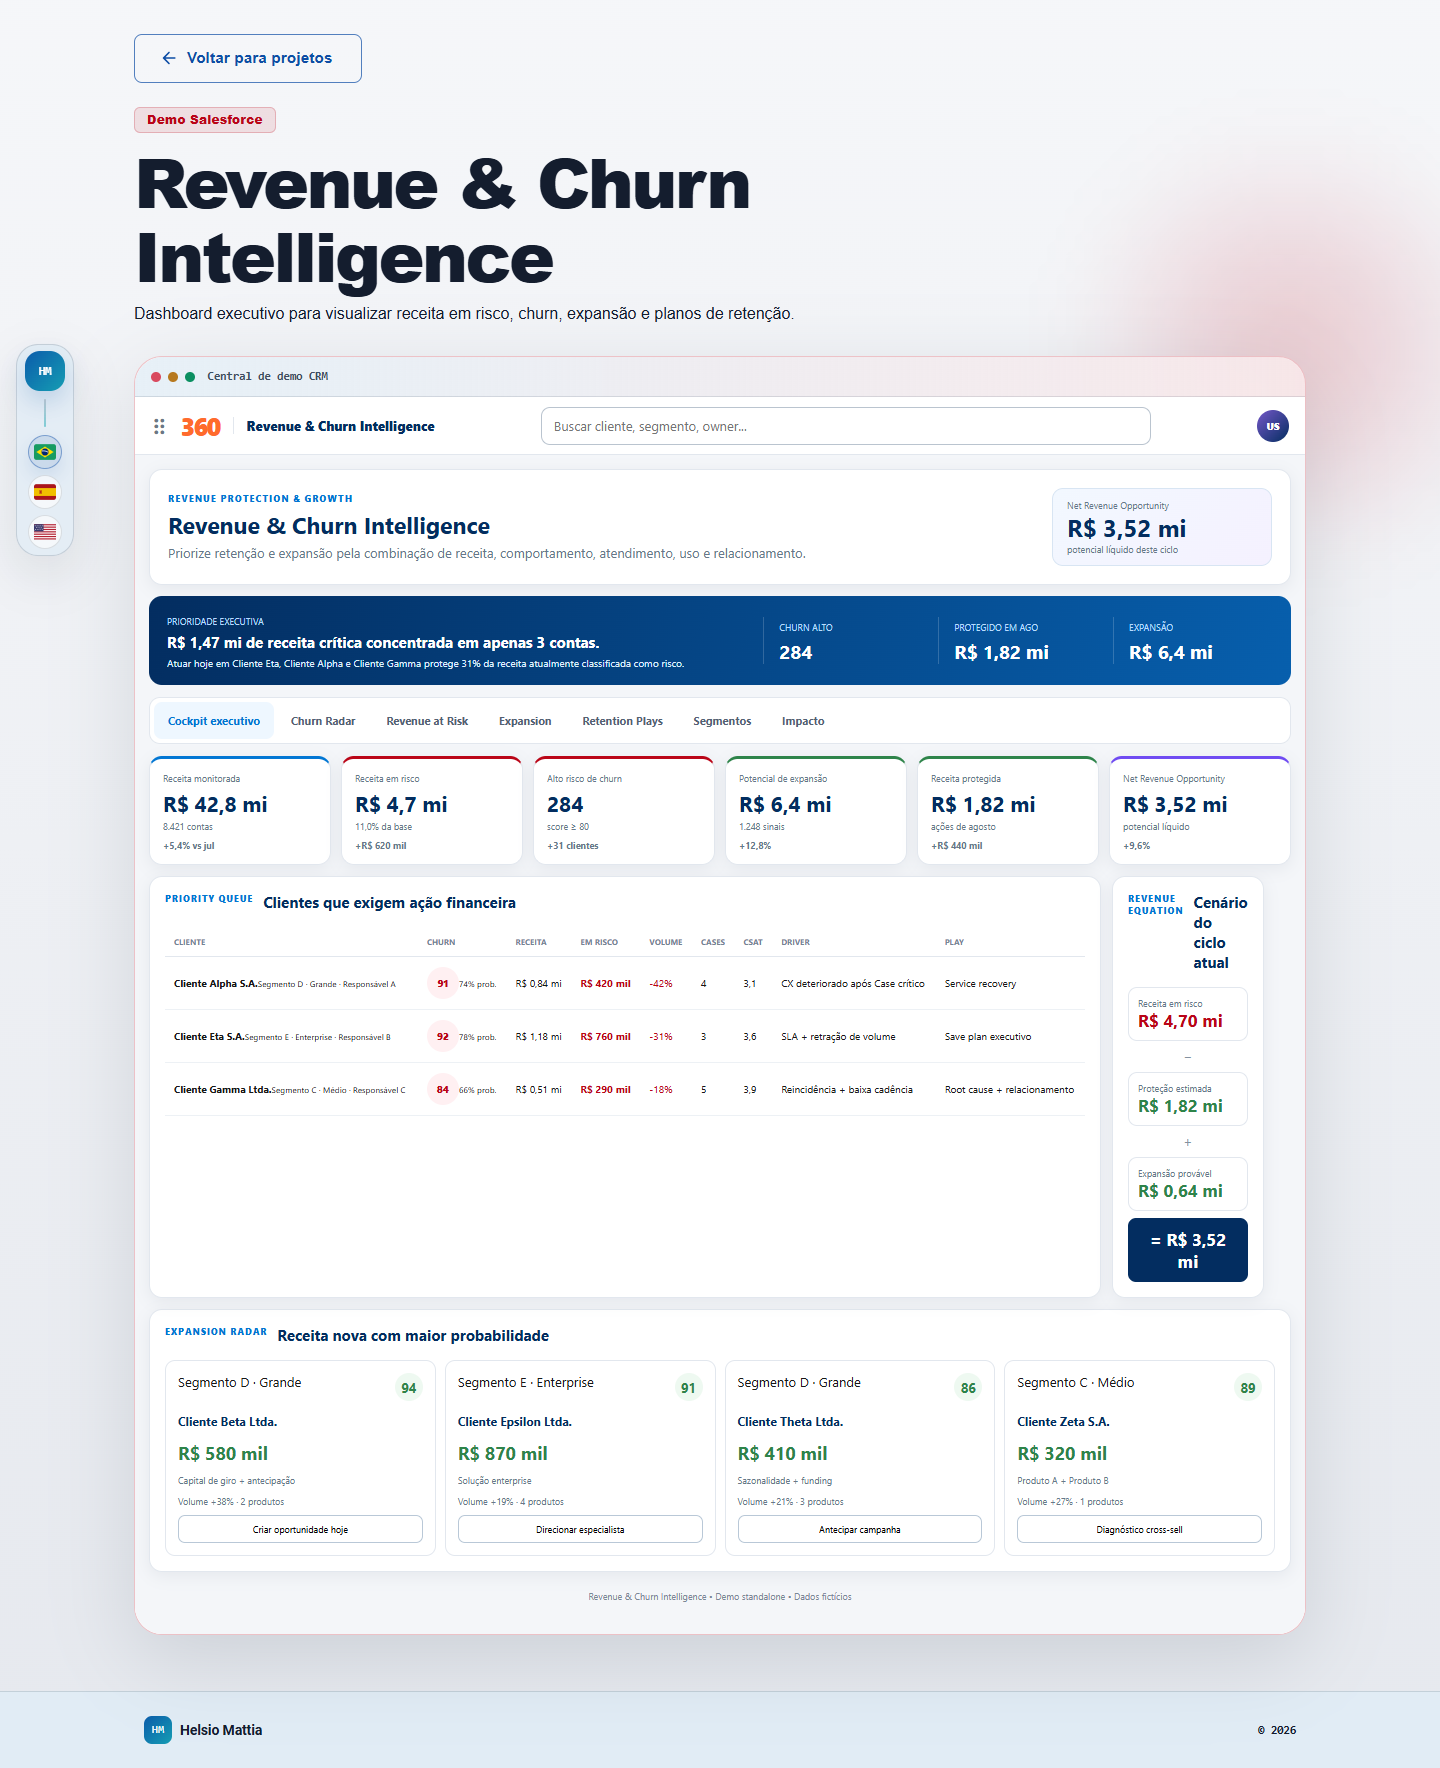 Voltar para projetos
Demo Salesforce
Revenue & Churn
Intelligence
Dashboard executivo para visualizar receita em risco, churn, expansão e planos de retenção.
HM
Central de demo CRM
360
Revenue & Churn Intelligence
Buscar cliente, segmento, owner...
US
REVENUE PROTECTION & GROWTH
Revenue & Churn Intelligence
Priorize retenção e expansão pela combinação de receita, comportamento, atendimento, uso e relacionamento.
Net Revenue Opportunity
R$ 3,52 mi
potencial líquido deste ciclo
PRIORIDADE EXECUTIVA
R$ 1,47 mi de receita crítica concentrada em apenas 3 contas.
Atuar hoje em Cliente Eta, Cliente Alpha e Cliente Gamma protege 31% da receita atualmente classificada como risco.
CHURN ALTO
284
PROTEGIDO EM AGO
R$ 1,82 mi
EXPANSÃO
R$ 6,4 mi
Cockpit executivo Churn Radar Revenue at Risk Expansion Retention Plays Segmentos Impacto
Receita monitorada
R$ 42,8 mi
8.421 contas
+5,4% vs jul
Receita em risco
R$ 4,7 mi
11,0% da base
+R$ 620 mil
Alto risco de churn
284
score ≥ 80
+31 clientes
Potencial de expansão
R$ 6,4 mi
1.248 sinais
+12,8%
Receita protegida
R$ 1,82 mi
ações de agosto
+R$ 440 mil
Net Revenue Opportunity
R$ 3,52 mi
potencial líquido
+9,6%
PRIORITY QUEUE Clientes que exigem ação financeira
CLIENTE CHURN RECEITA EM RISCO VOLUME CASES CSAT DRIVER PLAY
Cliente Alpha S.A.Segmento D · Grande · Responsável A 91 74% prob. R$ 0,84 mi R$ 420 mil -42% 4 3,1 CX deteriorado após Case crítico Service recovery
Cliente Eta S.A.Segmento E · Enterprise · Responsável B 92 78% prob. R$ 1,18 mi R$ 760 mil -31% 3 3,6 SLA + retração de volume Save plan executivo
Cliente Gamma Ltda.Segmento C · Médio · Responsável C 84 66% prob. R$ 0,51 mi R$ 290 mil -18% 5 3,9 Reincidência + baixa cadência Root cause + relacionamento
REVENUE
EQUATION
Cenário
do
ciclo
atual
Receita em risco
R$ 4,70 mi
−
Proteção estimada
R$ 1,82 mi
+
Expansão provável
R$ 0,64 mi
= R$ 3,52
mi
EXPANSION RADAR Receita nova com maior probabilidade
Segmento D · Grande 94
Cliente Beta Ltda.
R$ 580 mil
Capital de giro + antecipação
Volume +38% · 2 produtos
Criar oportunidade hoje
Segmento E · Enterprise 91
Cliente Epsilon Ltda.
R$ 870 mil
Solução enterprise
Volume +19% · 4 produtos
Direcionar especialista
Segmento D · Grande 86
Cliente Theta Ltda.
R$ 410 mil
Sazonalidade + funding
Volume +21% · 3 produtos
Antecipar campanha
Segmento C · Médio 89
Cliente Zeta S.A.
R$ 320 mil
Produto A + Produto B
Volume +27% · 1 produtos
Diagnóstico cross-sell
Revenue & Churn Intelligence • Demo standalone • Dados fictícios
HM Helsio Mattia
© 2026